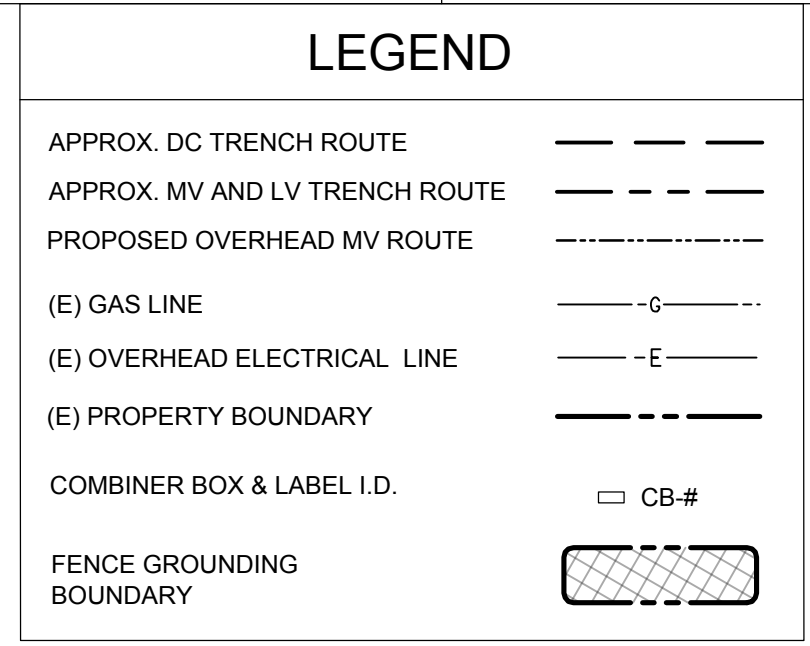 LEGEND
APPROX. DC TRENCH ROUTE
APPROX. MV AND LV TRENCH ROUTE
PROPOSED OVERHEAD MV ROUTE
(E) GAS LINE G
(E) OVERHEAD ELECTRICAL LINE E
(E) PROPERTY BOUNDARY
COMBINER BOX & LABEL I.D. CB-#
FENCE GROUNDING
BOUNDARY